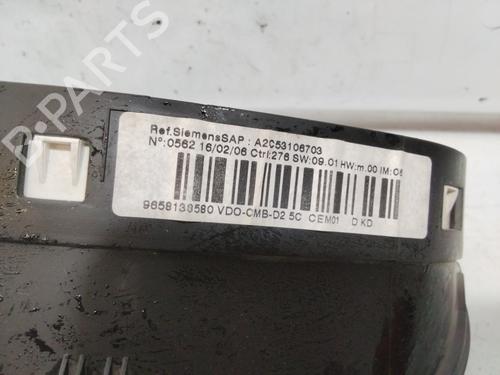 Ref.SiemensSAP : A2C53106703
N°:0562 16/02/06 Ctrl:276 SW:09.01 HW:m.00 IM:06
9658138580 VDO-CMB-D2 5C CEM01 D KD
B-PARTS